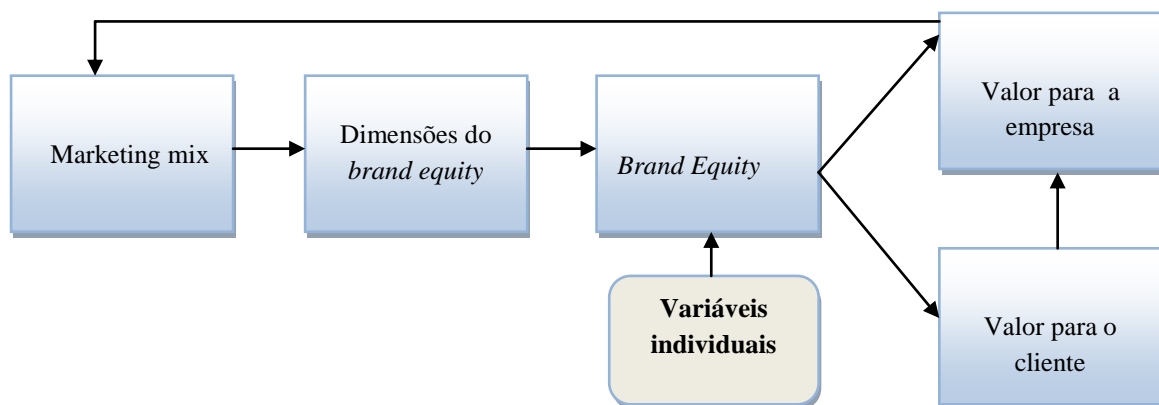 Marketing mix
Dimensões do
brand equity
Brand Equity
Variáveis
individuais
Valor para a
empresa
Valor para o
cliente